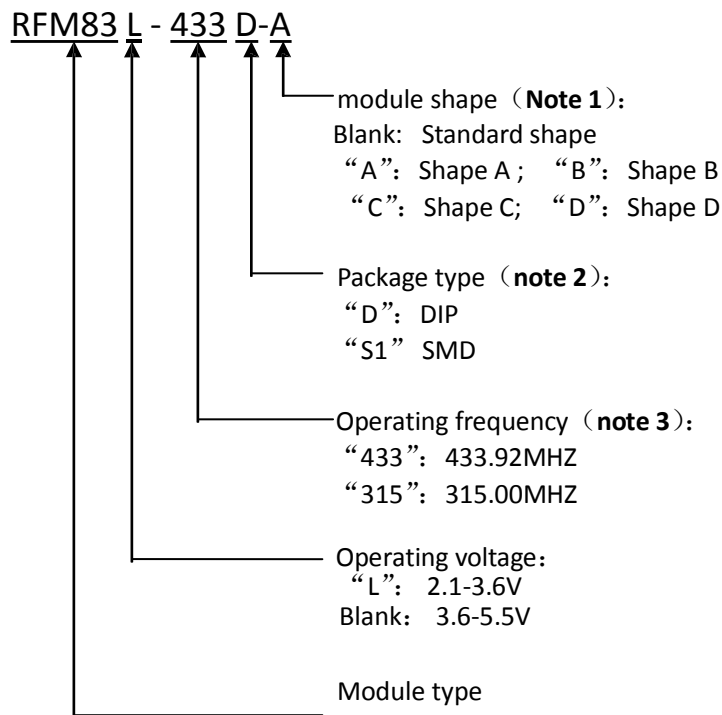 RFM83 L - 433 D-A
module shape（Note 1）：
Blank: Standard shape
“A”：Shape A ; “B”：Shape B
“C”：Shape C; “D”：Shape D
Package type（note 2）：
“D”：DIP
“S1” SMD
Operating frequency（note 3）：
“433”：433.92MHZ
“315”：315.00MHZ
Operating voltage：
“L”：2.1-3.6V
Blank：3.6-5.5V
Module type